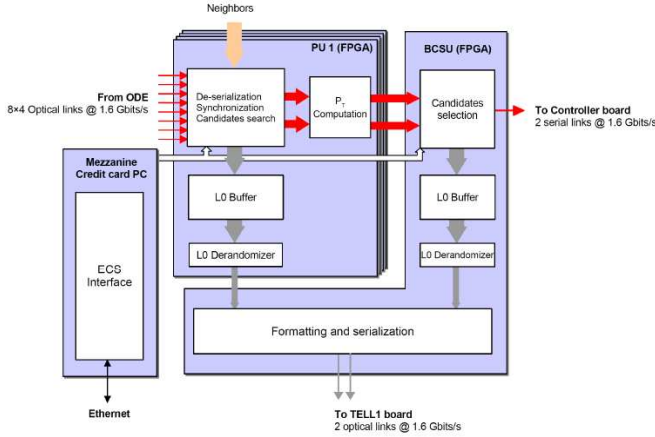 Neighbors
PU 1 (FPGA)
BCSU (FPGA)
From ODE
8×4 Optical links @ 1.6 Gbits/s
De-serialization
Synchronization
Candidates search
PT
Computation
Candidates
selection
To Controller board
2 serial links @ 1.6 Gbits/s
Mezzanine
Credit card PC
L0 Buffer
L0 Buffer
L0 Derandomizer
L0 Derandomizer
ECS
Interface
Formatting and serialization
Ethernet
To TELL1 board
2 optical links @ 1.6 Gbits/s